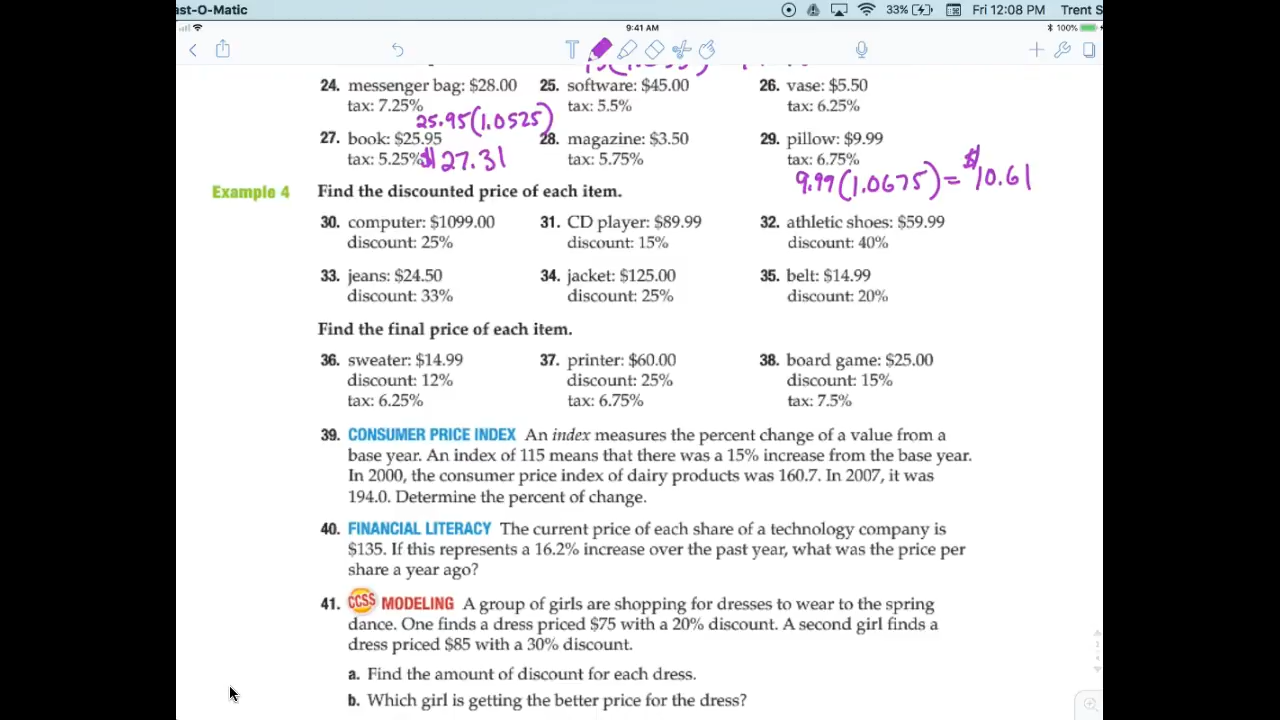 ast-O-Matic 33% Fri 12:08 PM Trent S
9:41 AM 100%
24. messenger bag: $28.00 25. software: $45.00 26. vase: $5.50
tax: 7.25% tax: 5.5% tax: 6.25%
25.95(1.0525)
27. book: $25.95 28. magazine: $3.50 29. pillow: $9.99
tax: 5.25% $27.31 tax: 5.75% tax: 6.75%
9.99(1.0675) = $10.61
Example 4 Find the discounted price of each item.
30. computer: $1099.00 31. CD player: $89.99 32. athletic shoes: $59.99
discount: 25% discount: 15% discount: 40%
33. jeans: $24.50 34. jacket: $125.00 35. belt: $14.99
discount: 33% discount: 25% discount: 20%
Find the final price of each item.
36. sweater: $14.99 37. printer: $60.00 38. board game: $25.00
discount: 12% discount: 25% discount: 15%
tax: 6.25% tax: 6.75% tax: 7.5%
39. CONSUMER PRICE INDEX An index measures the percent change of a value from a
base year. An index of 115 means that there was a 15% increase from the base year.
In 2000, the consumer price index of dairy products was 160.7. In 2007, it was
194.0. Determine the percent of change.
40. FINANCIAL LITERACY The current price of each share of a technology company is
$135. If this represents a 16.2% increase over the past year, what was the price per
share a year ago?
41. CCSS MODELING A group of girls are shopping for dresses to wear to the spring
dance. One finds a dress priced $75 with a 20% discount. A second girl finds a
dress priced $85 with a 30% discount.
a. Find the amount of discount for each dress.
b. Which girl is getting the better price for the dress?